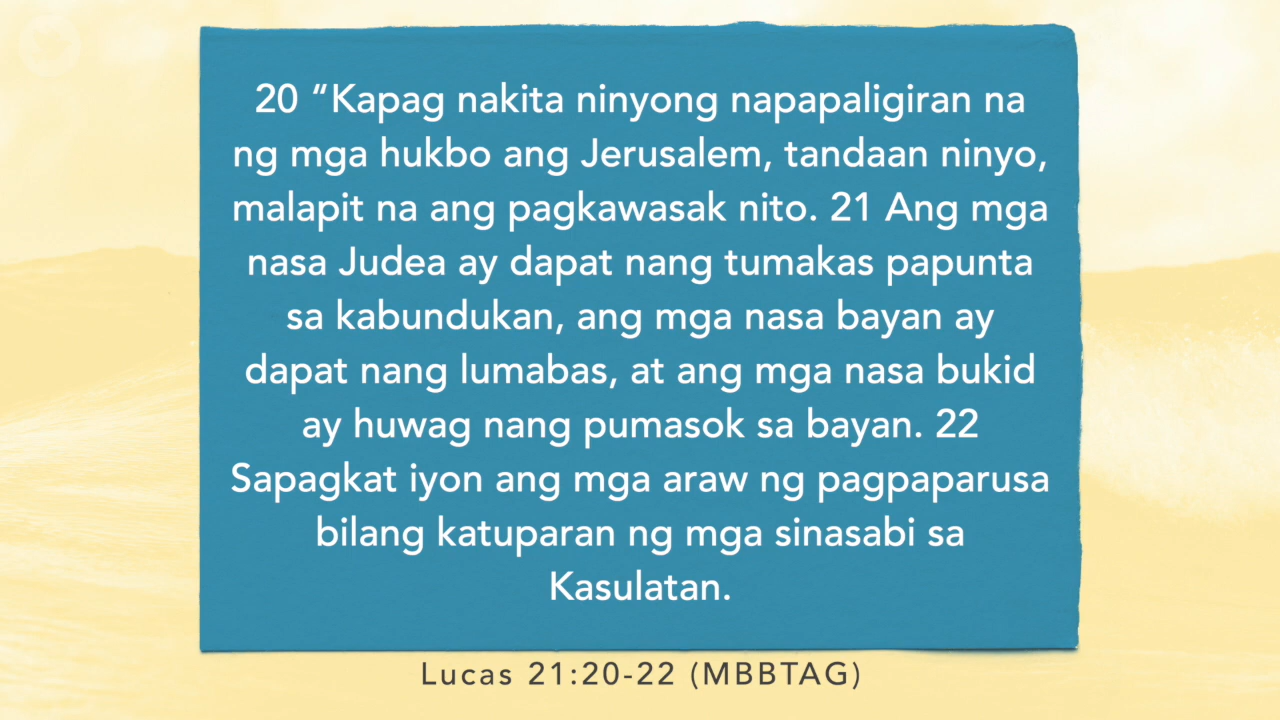 20 “Kapag nakita ninyong napapaligiran na
ng mga hukbo ang Jerusalem, tandaan ninyo,
malapit na ang pagkawasak nito. 21 Ang mga
nasa Judea ay dapat nang tumakas papunta
sa kabundukan, ang mga nasa bayan ay
dapat nang lumabas, at ang mga nasa bukid
ay huwag nang pumasok sa bayan. 22
Sapagkat iyon ang mga araw ng pagpaparusa
bilang katuparan ng mga sinasabi sa
Kasulatan.
Lucas 21:20-22 (MBBTAG)